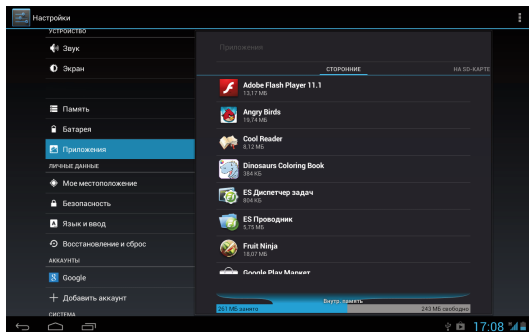 Настройки
УСТРОЙСТВО
Звук
Экран
Память
Батарея
Приложения
ЛИЧНЫЕ ДАННЫЕ
Мое местоположение
Безопасность
Язык и ввод
Восстановление и сброс
АККАУНТЫ
Google
Добавить аккаунт
СИСТЕМА
Приложения
СТОРОННИЕ
НА SD-КАРТЕ
Adobe Flash Player 11.1
13,17 МБ
Angry Birds
19,74 МБ
Cool Reader
8,12 МБ
Dinosaurs Coloring Book
384 КБ
ES Диспетчер задач
804 КБ
ES Проводник
5,75 МБ
Fruit Ninja
18,07 МБ
Google Play Маркет
Внутр. память
261 МБ занято
243 МБ свободно
17:08